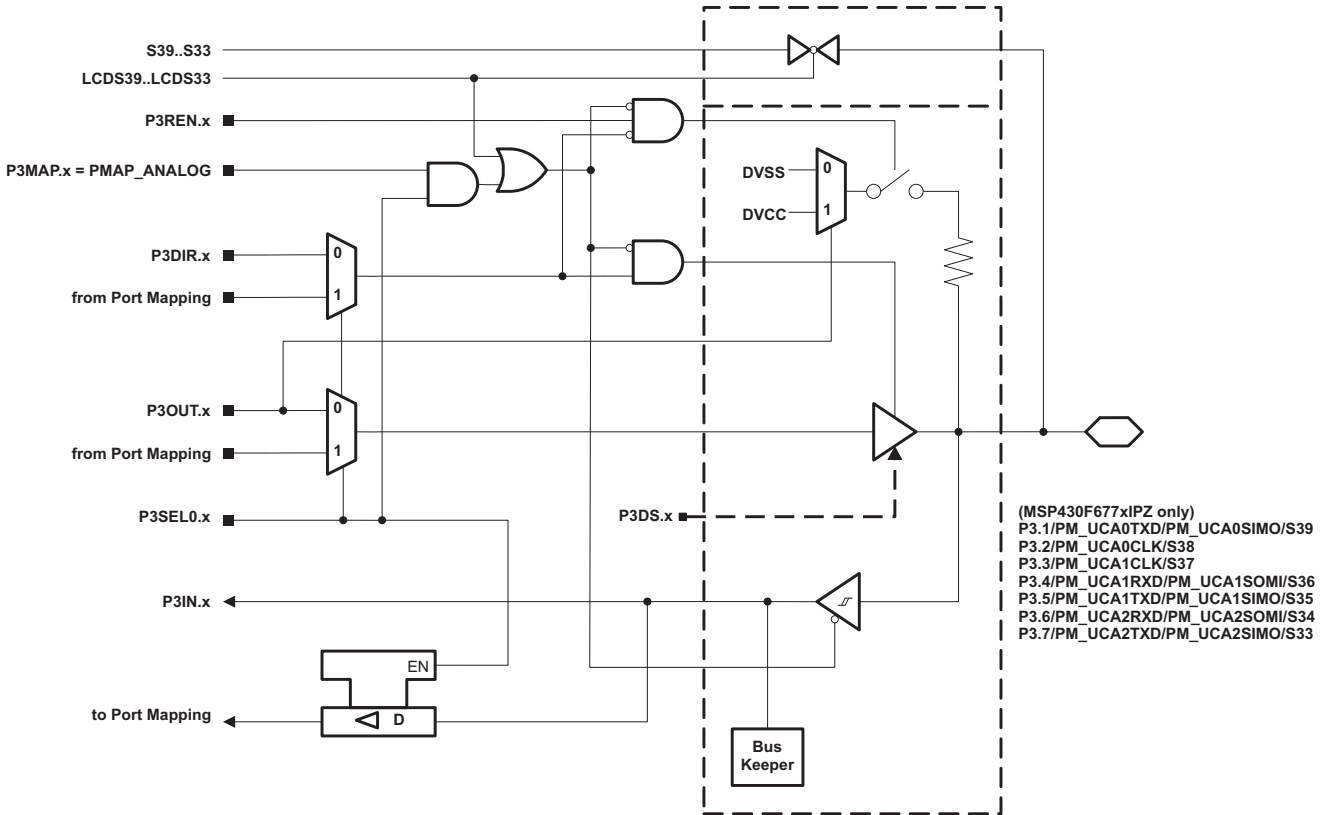 S39..S33
LCDS39..LCDS33
P3REN.x
P3MAP.x = PMAP_ANALOG
DVSS
0
DVCC
1
P3DIR.x
0
from Port Mapping
1
P3OUT.x
0
from Port Mapping
1
P3SEL0.x
P3DS.x
(MSP430F677xIPZ only)
P3.1/PM_UCA0TXD/PM_UCA0SIMO/S39
P3.2/PM_UCA0CLK/S38
P3.3/PM_UCA1CLK/S37
P3.4/PM_UCA1RXD/PM_UCA1SOMI/S36
P3.5/PM_UCA1TXD/PM_UCA1SIMO/S35
P3.6/PM_UCA2RXD/PM_UCA2SOMI/S34
P3.7/PM_UCA2TXD/PM_UCA2SIMO/S33
P3IN.x
EN
to Port Mapping
D
Bus
Keeper